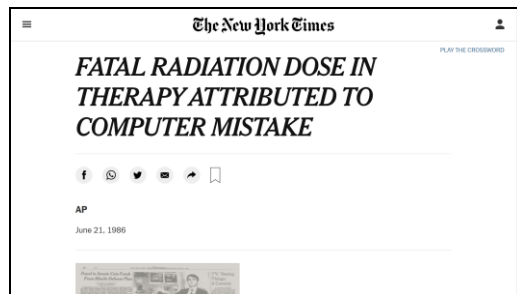 The New York Times
PLAY THE CROSSWORD
FATAL RADIATION DOSE IN
THERAPY ATTRIBUTED TO
COMPUTER MISTAKE
AP
June 21, 1986